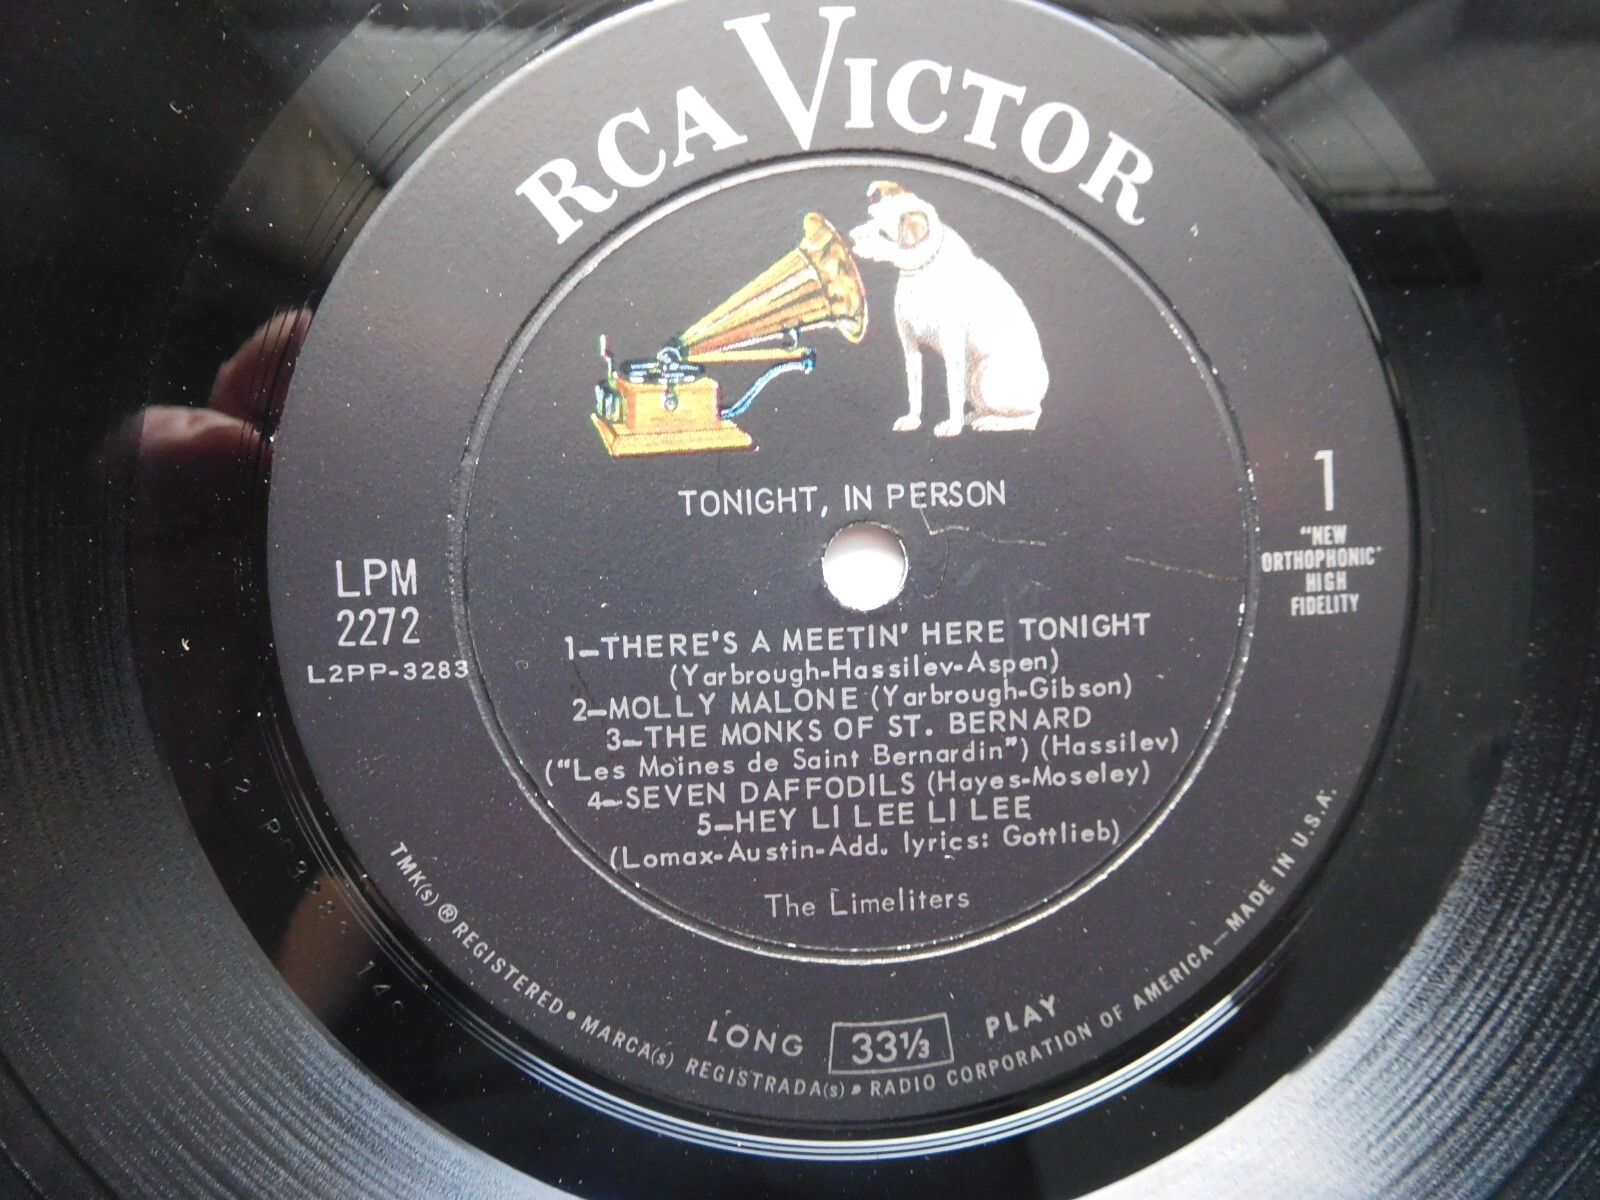 RCA VICTOR
TONIGHT, IN PERSON
1
"NEW
ORTHOPHONIC"
HIGH
FIDELITY
LPM
2272
L2PP-3283
1–THERE'S A MEETIN' HERE TONIGHT
(Yarbrough-Hassilev-Aspen)
2–MOLLY MALONE (Yarbrough-Gibson)
3–THE MONKS OF ST. BERNARD
("Les Moines de Saint Bernardin") (Hassilev)
4–SEVEN DAFFODILS (Hayes-Moseley)
5–HEY LI LEE LI LEE
(Lomax-Austin-Add. lyrics: Gottlieb)
The Limeliters
LONG 33⅓ PLAY
TMK(s) ® REGISTERED • MARCA(s) REGISTRADA(s) • RADIO CORPORATION OF AMERICA—MADE IN U.S.A.